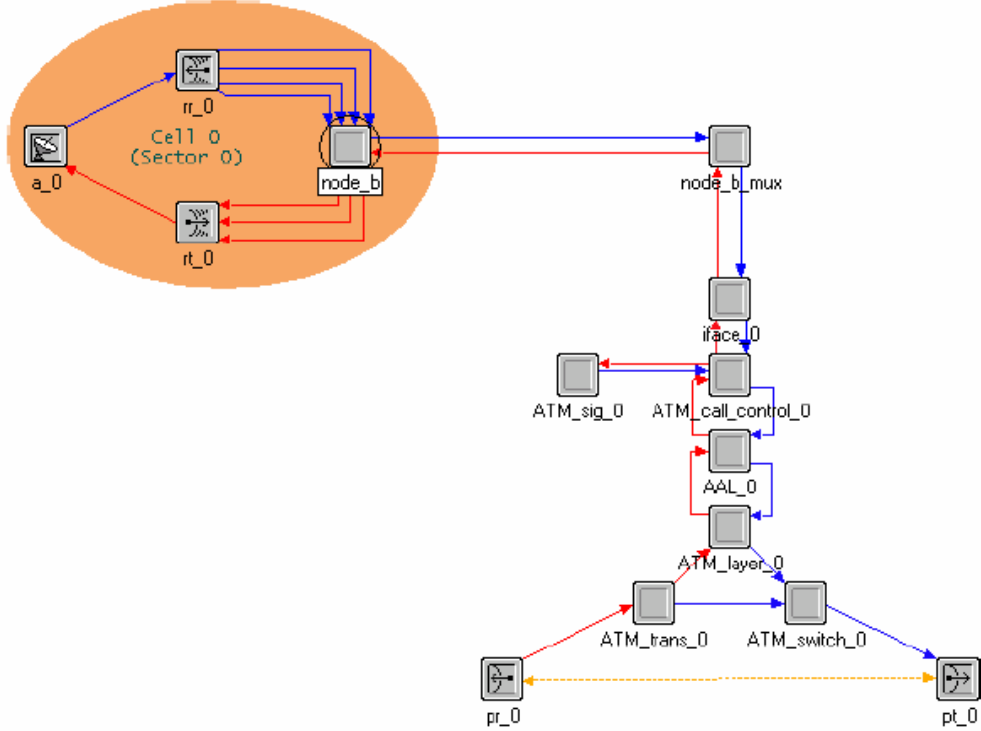 rr_0
Cell 0
(Sector 0)
a_0
node_b
node_b_mux
rt_0
iface_0
ATM_sig_0
ATM_call_control_0
AAL_0
ATM_layer_0
ATM_trans_0
ATM_switch_0
pr_0
pt_0